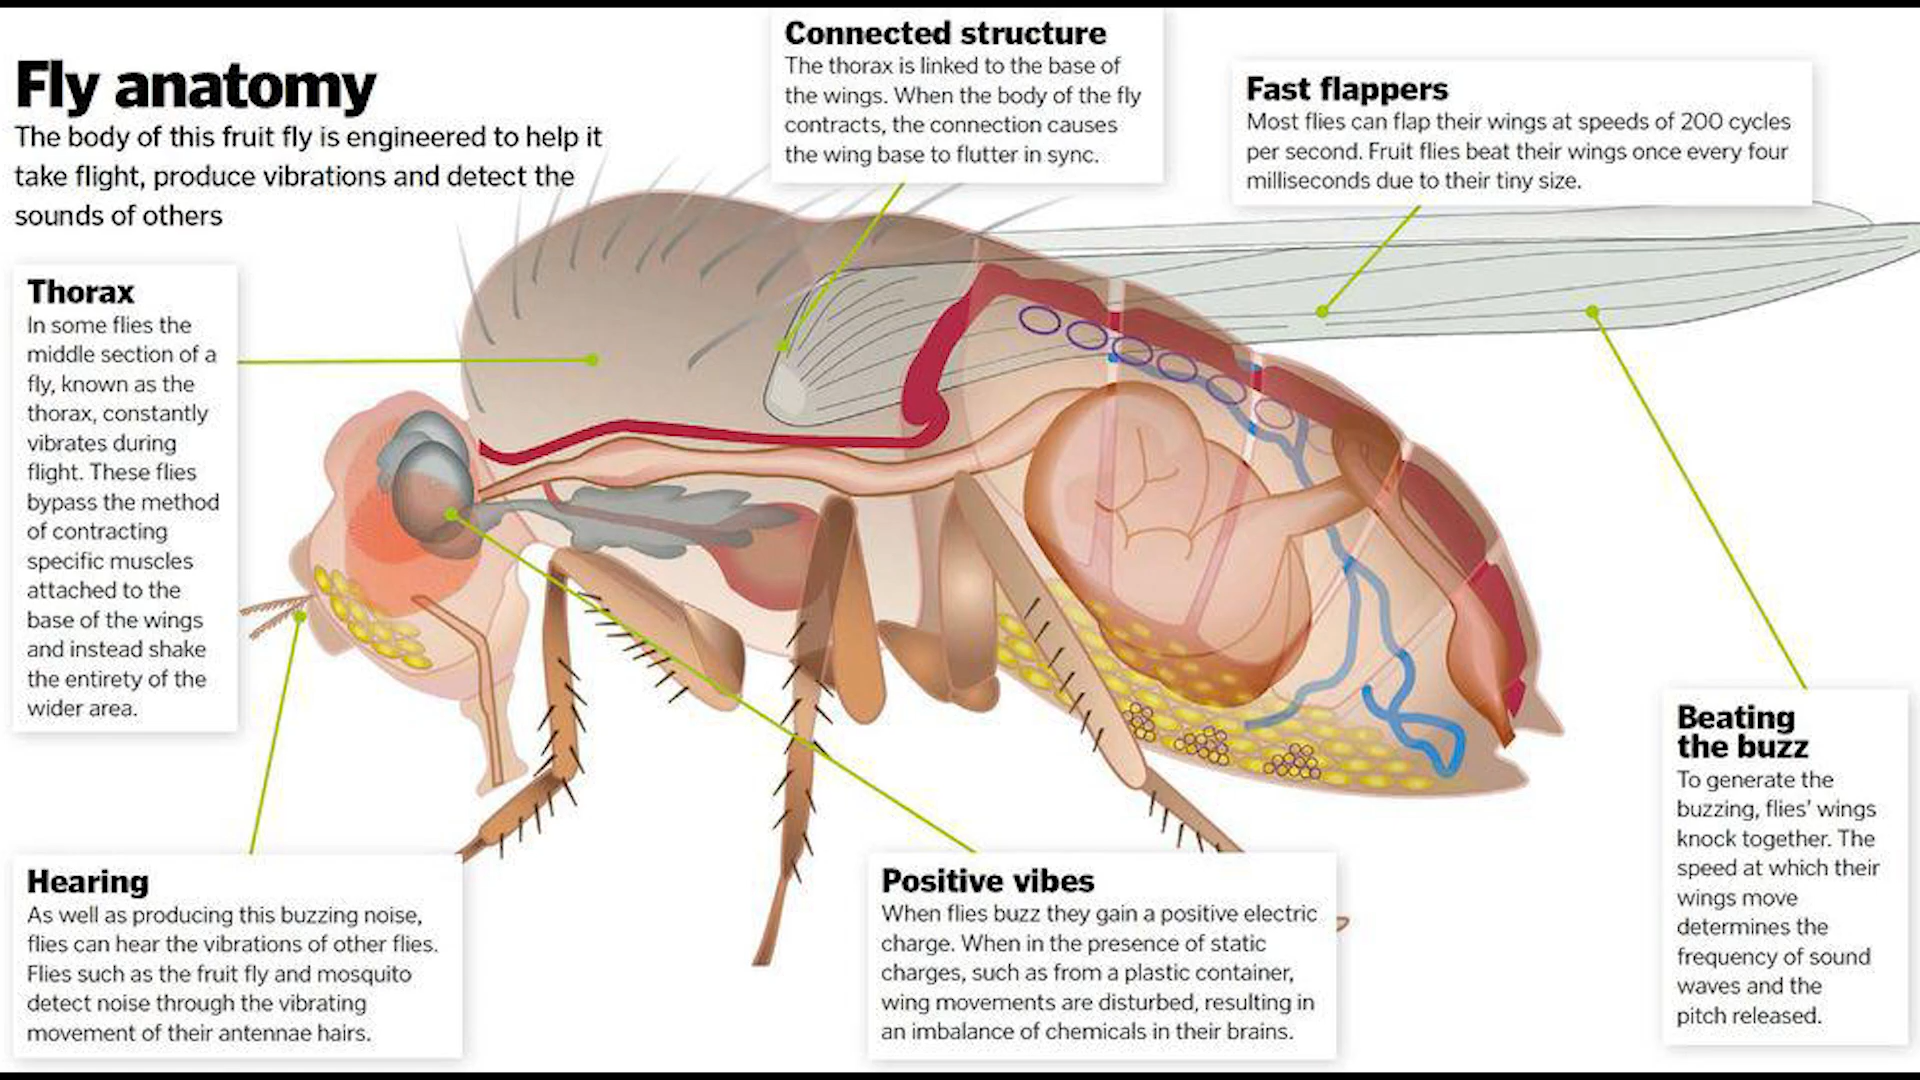 Fly anatomy
The body of this fruit fly is engineered to help it
take flight, produce vibrations and detect the
sounds of others
Connected structure
The thorax is linked to the base of
the wings. When the body of the fly
contracts, the connection causes
the wing base to flutter in sync.
Fast flappers
Most flies can flap their wings at speeds of 200 cycles
per second. Fruit flies beat their wings once every four
milliseconds due to their tiny size.
Thorax
In some flies the
middle section of a
fly, known as the
thorax, constantly
vibrates during
flight. These flies
bypass the method
of contracting
specific muscles
attached to the
base of the wings
and instead shake
the entirety of the
wider area.
Hearing
As well as producing this buzzing noise,
flies can hear the vibrations of other flies.
Flies such as the fruit fly and mosquito
detect noise through the vibrating
movement of their antennae hairs.
Positive vibes
When flies buzz they gain a positive electric
charge. When in the presence of static
charges, such as from a plastic container,
wing movements are disturbed, resulting in
an imbalance of chemicals in their brains.
Beating
the buzz
To generate the
buzzing, flies' wings
knock together. The
speed at which their
wings move
determines the
frequency of sound
waves and the
pitch released.